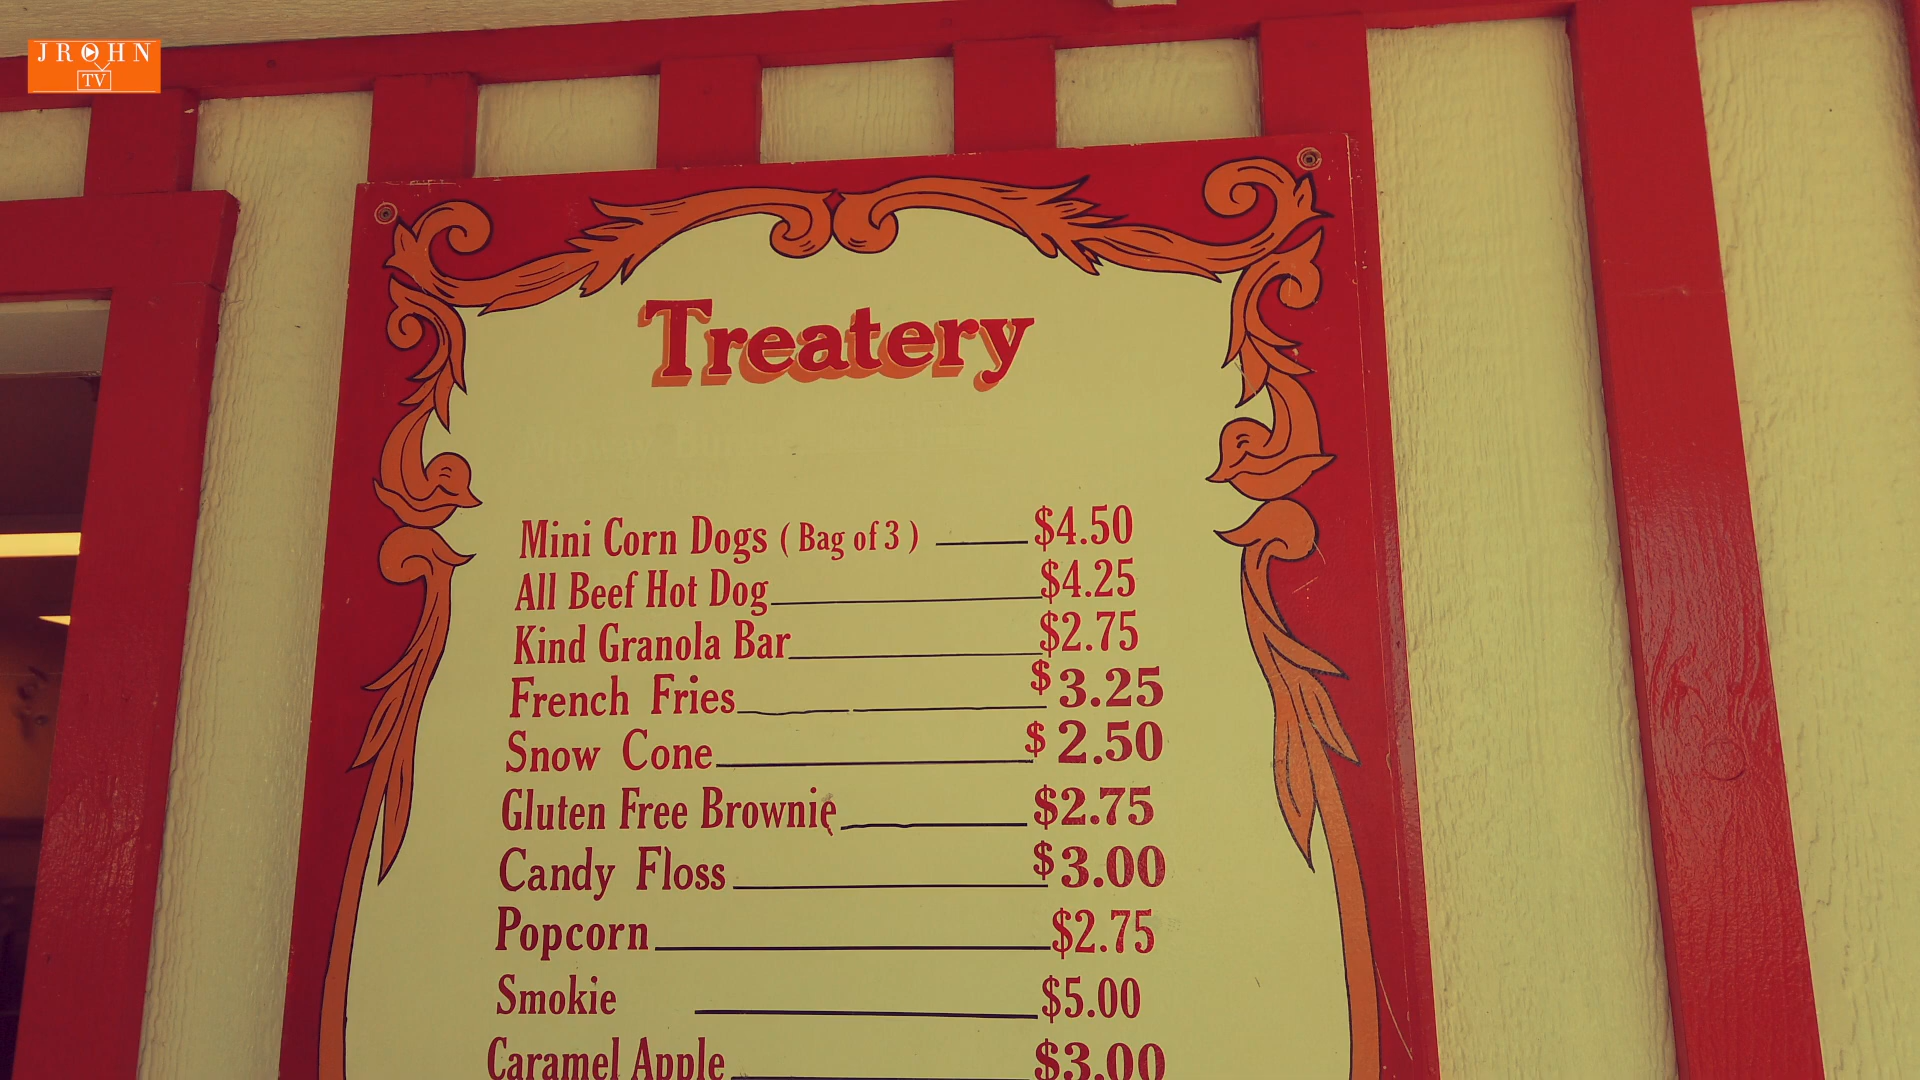 JROHN
TV
Treatery
Mini Corn Dogs ( Bag of 3 ) $4.50
All Beef Hot Dog $4.25
Kind Granola Bar $2.75
French Fries $3.25
Snow Cone $2.50
Gluten Free Brownie $2.75
Candy Floss $3.00
Popcorn $2.75
Smokie $5.00
Caramel Apple $3.00